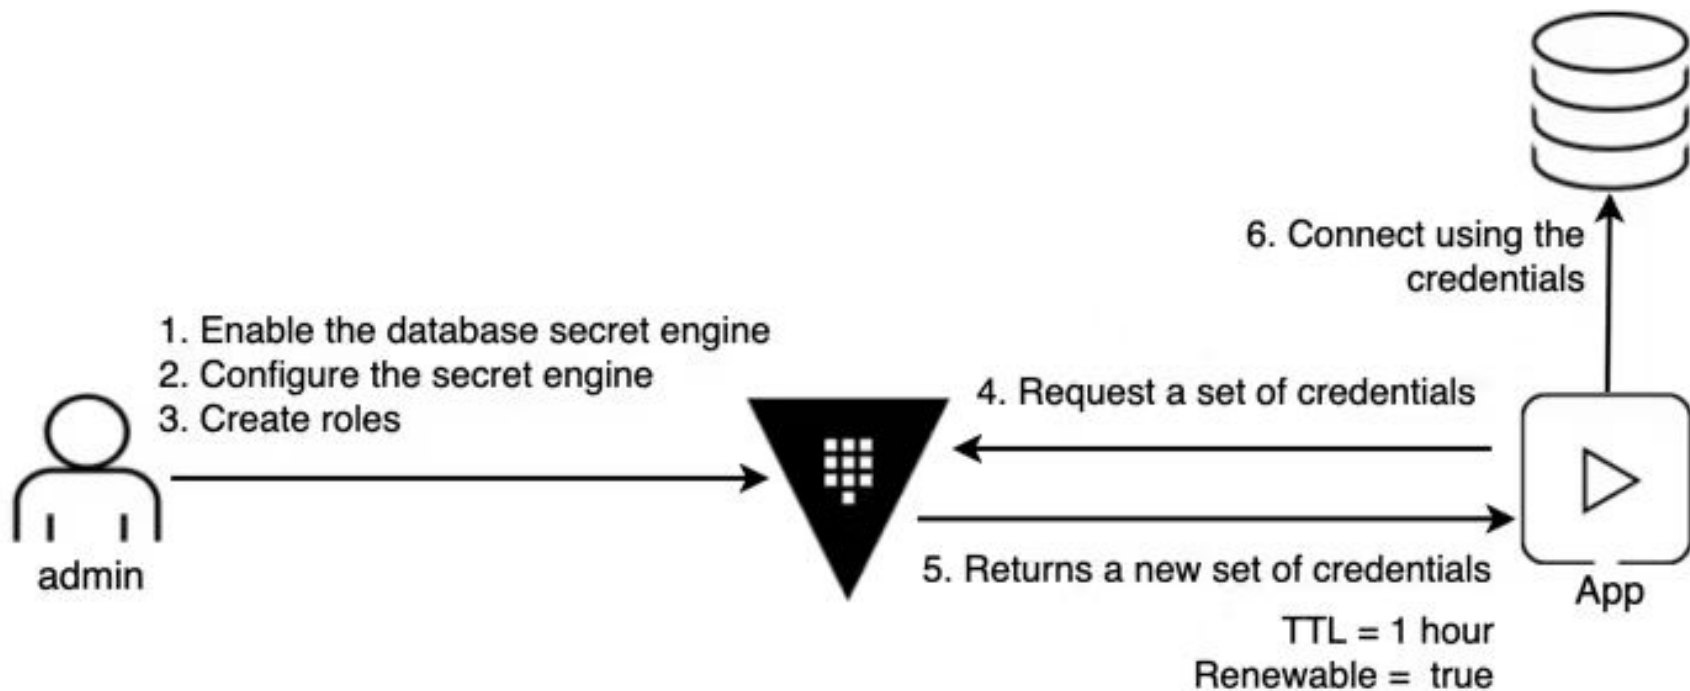 1. Enable the database secret engine
2. Configure the secret engine
3. Create roles
admin
4. Request a set of credentials
5. Returns a new set of credentials
TTL = 1 hour
Renewable = true
6. Connect using the
credentials
App